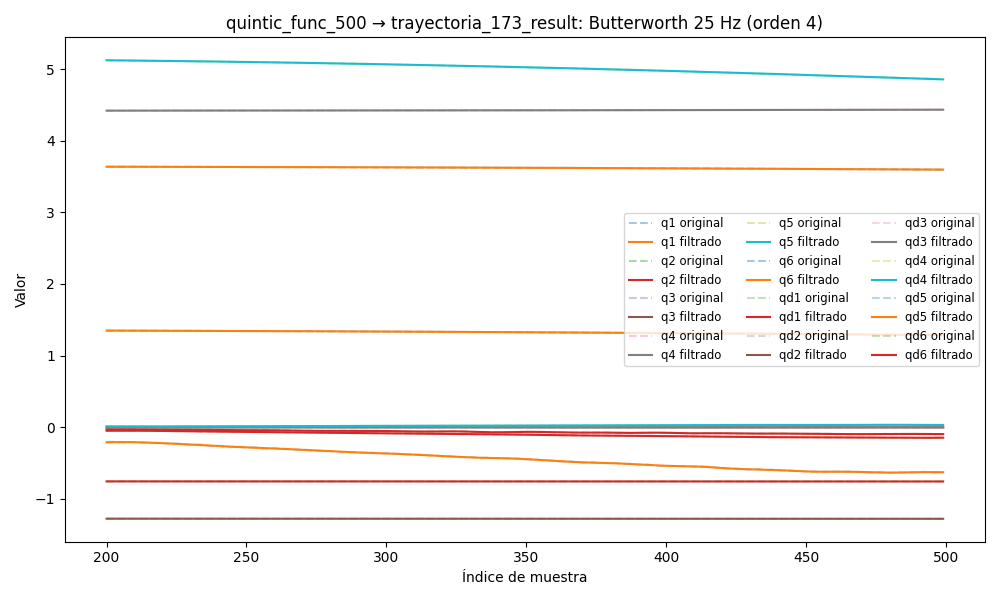 quintic_func_500 → trayectoria_173_result: Butterworth 25 Hz (orden 4)
Valor
5
4
3
2
1
0
−1
q1 original q5 original qd3 original
q1 filtrado q5 filtrado qd3 filtrado
q2 original q6 original qd4 original
q2 filtrado q6 filtrado qd4 filtrado
q3 original qd1 original qd5 original
q3 filtrado qd1 filtrado qd5 filtrado
q4 original qd2 original qd6 original
q4 filtrado qd2 filtrado qd6 filtrado
200 250 300 350 400 450 500
Índice de muestra